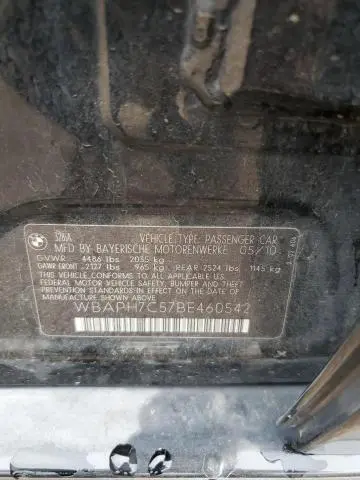 328i VEHICLE TYPE: PASSENGER CAR
MFD BY BAYERISCHE MOTORENWERKE 05/10
GVWR 4486 lbs 2035 kg
GAWR FRONT 2127 lbs 965 kg REAR 2524 lbs 1145 kg
THIS VEHICLE CONFORMS TO ALL APPLICABLE
FEDERAL MOTOR VEHICLE SAFETY, BUMPER AND THEFT
PREVENTION STANDARDS IN EFFECT ON THE DATE OF
MANUFACTURE SHOWN ABOVE.
WBAPH7C57BE460542